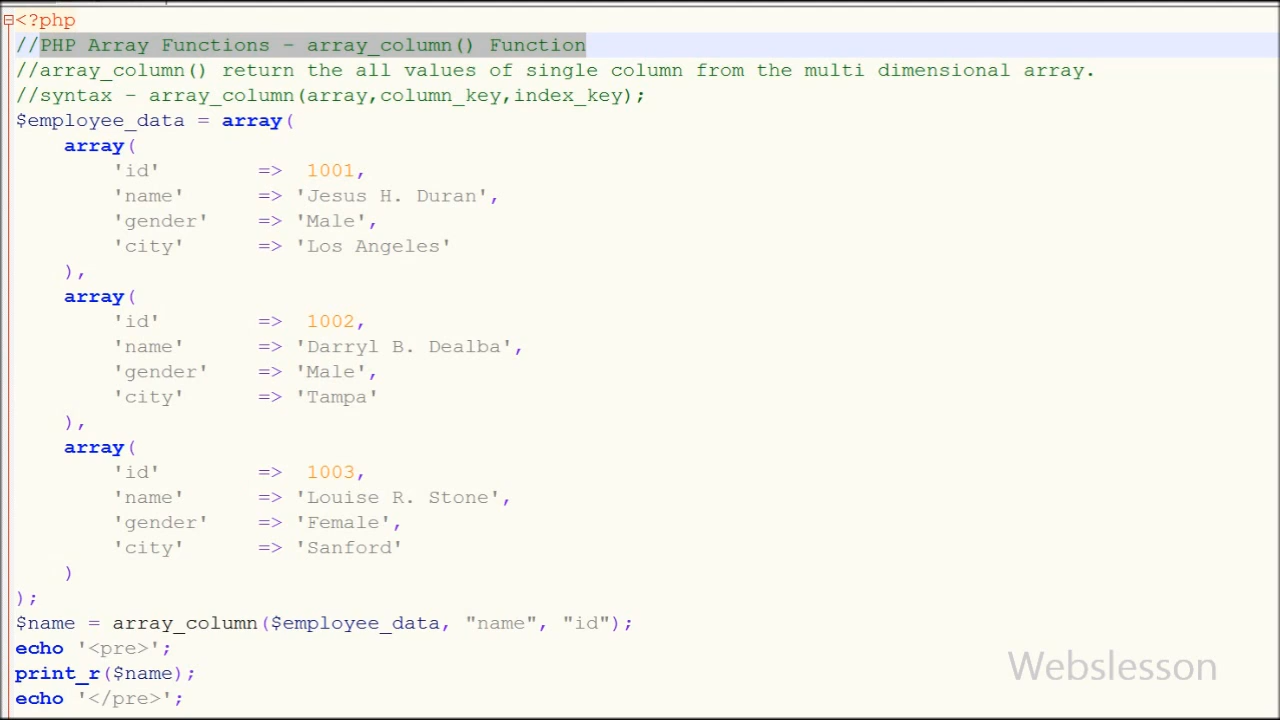 <?php
//PHP Array Functions - array_column() Function
//array_column() return the all values of single column from the multi dimensional array.
//syntax - array_column(array,column_key,index_key);
$employee_data = array(
    array(
        'id'        =>  1001,
        'name'      => 'Jesus H. Duran',
        'gender'    => 'Male',
        'city'      => 'Los Angeles'
    ),
    array(
        'id'        =>  1002,
        'name'      => 'Darryl B. Dealba',
        'gender'    => 'Male',
        'city'      => 'Tampa'
    ),
    array(
        'id'        =>  1003,
        'name'      => 'Louise R. Stone',
        'gender'    => 'Female',
        'city'      => 'Sanford'
    )
);
$name = array_column($employee_data, "name", "id");
echo '<pre>';
print_r($name);
echo '</pre>';
Webslesson